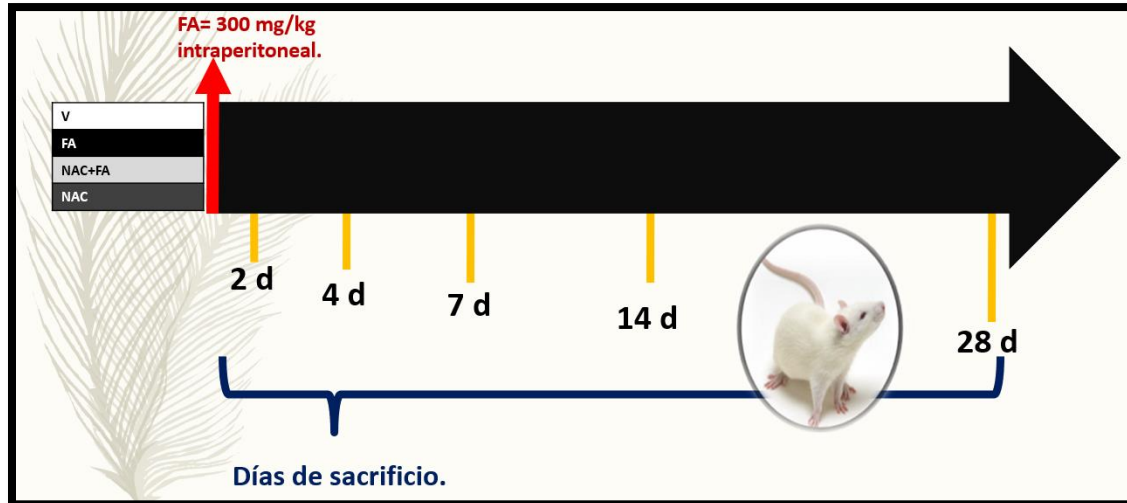 FA= 300 mg/kg
intraperitoneal.
V
FA
NAC+FA
NAC
2 d
4 d
7 d
14 d
28 d
Días de sacrificio.